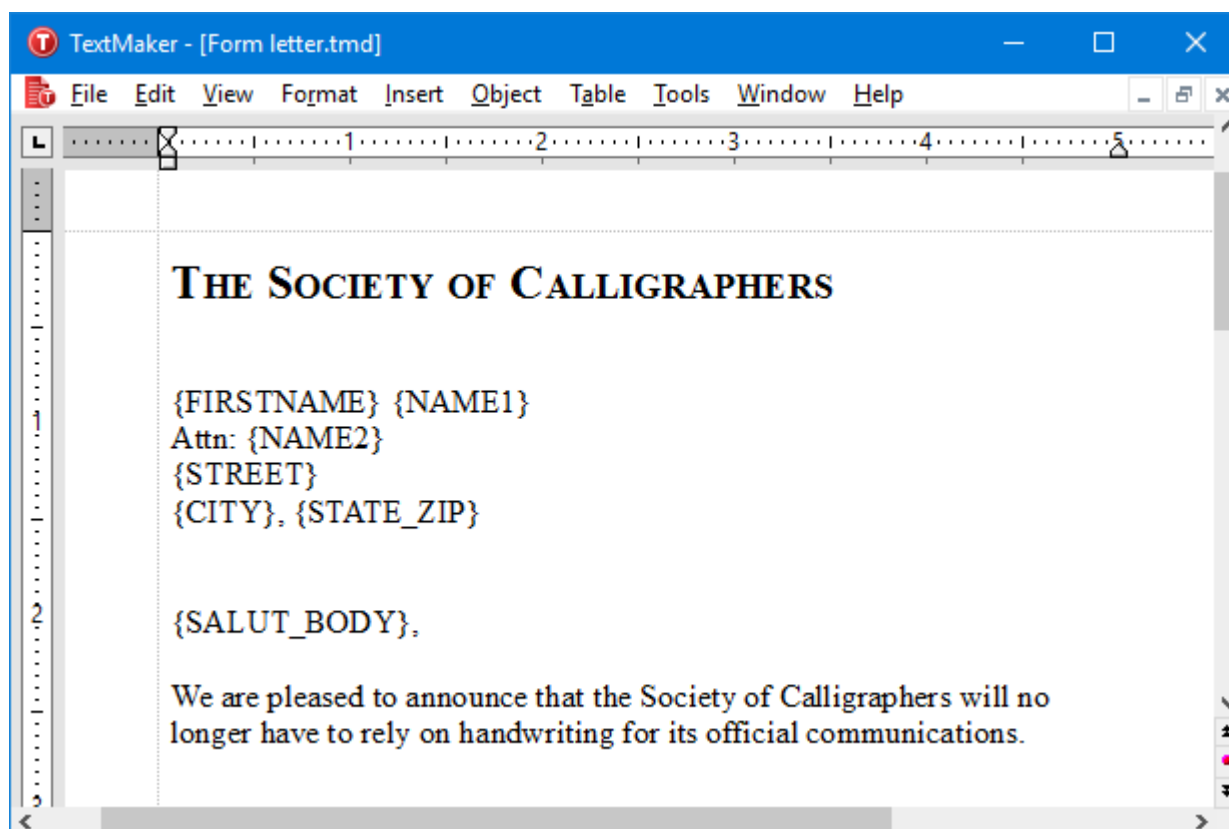 TextMaker - [Form letter.tmd]
File Edit View Format Insert Object Table Tools Window Help
L 1 2 3 4 5
THE SOCIETY OF CALLIGRAPHERS
{FIRSTNAME} {NAME1}
1
Attn: {NAME2}
{STREET}
{CITY}, {STATE_ZIP}
2
{SALUT_BODY},
We are pleased to announce that the Society of Calligraphers will no
longer have to rely on handwriting for its official communications.